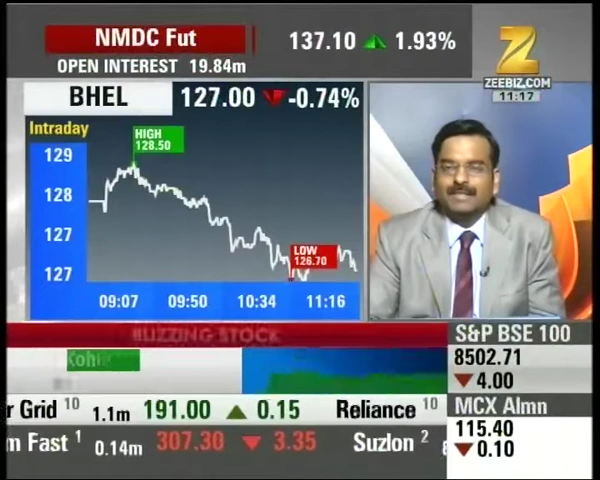 NMDC Fut
137.10 1.93%
OPEN INTEREST 19.84m
Z
ZEEBIZ.COM
11:17
BHEL 127.00 -0.74%
Intraday
129
128
127
127
HIGH
128.50
LOW
126.70
09:07 09:50 10:34 11:16
BUZZING STOCK
S&P BSE 100
8502.71
4.00
Kohi
MCX Almn
115.40
0.10
r Grid 10 1.1m 191.00 0.15 Reliance 10
m Fast 1 0.14m 307.30 3.35 Suzlon 2